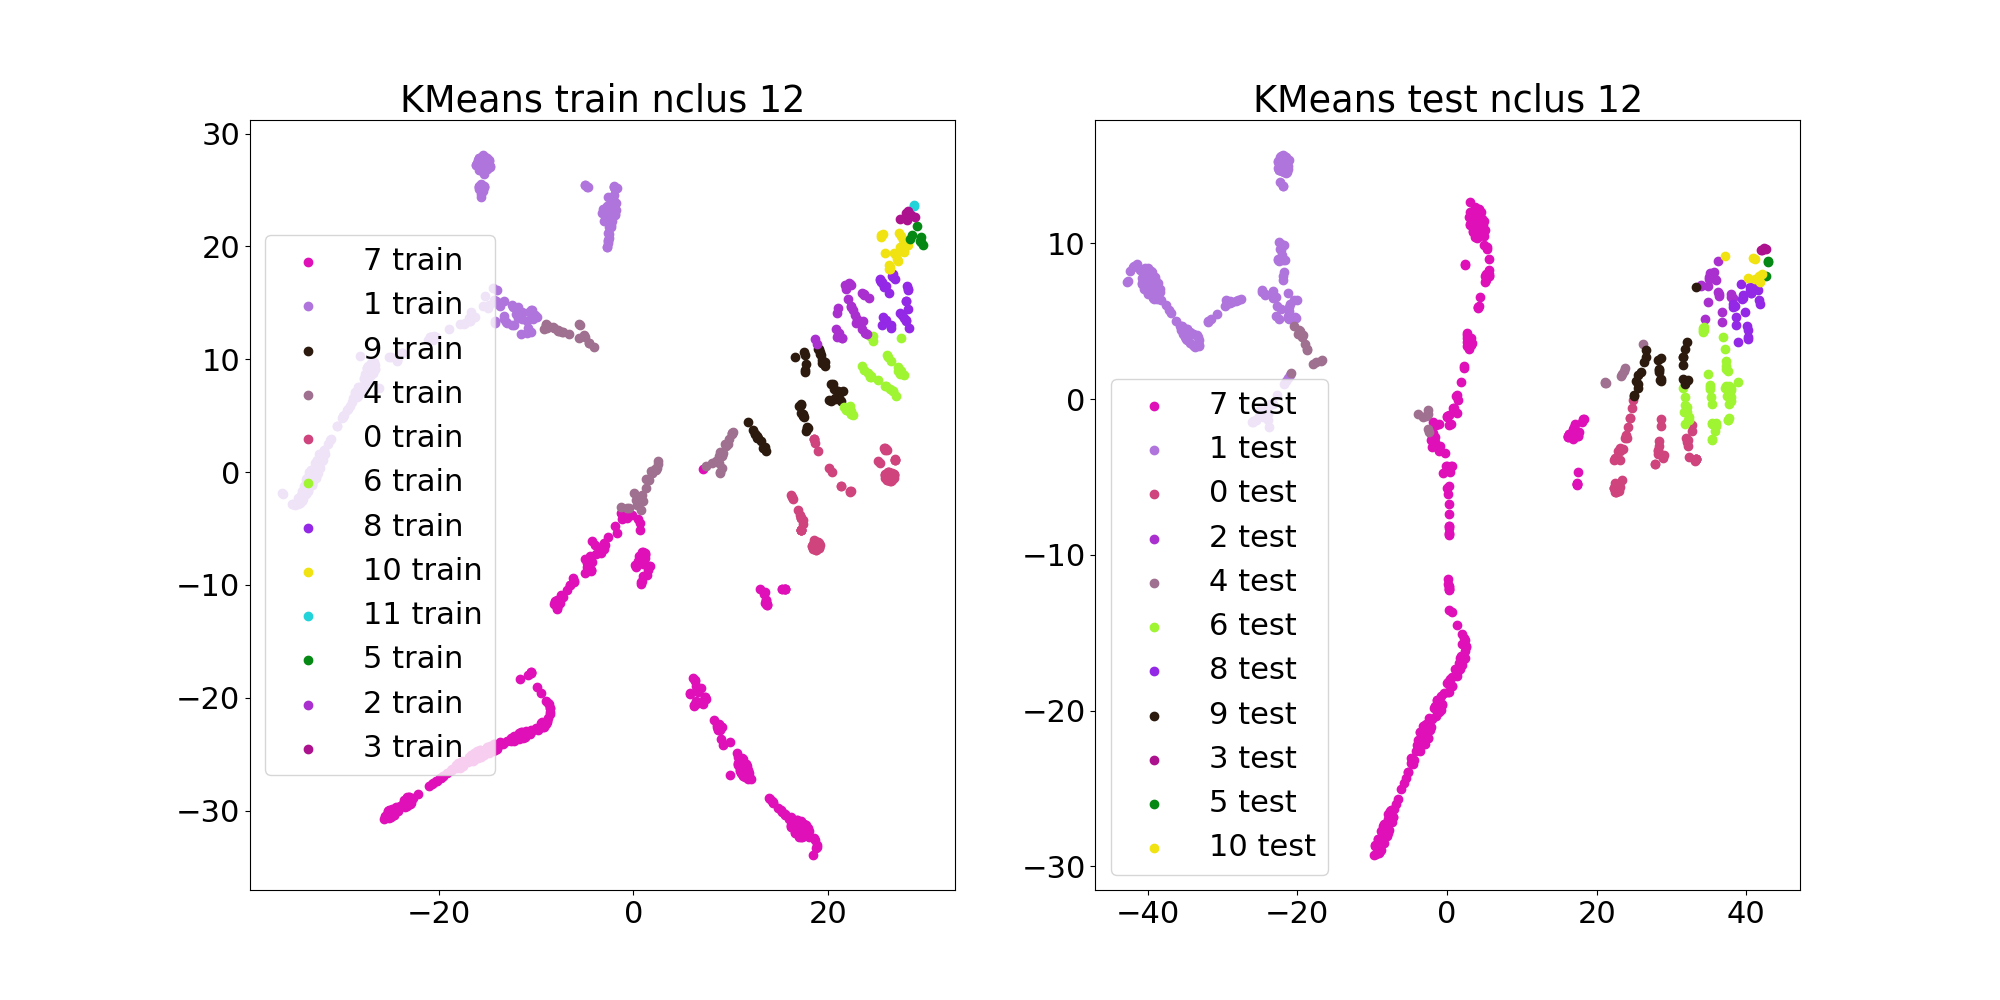 KMeans train nclus 12
30
20
10
0
−10
−20
−30
−20
0
20
7 train
1 train
9 train
4 train
0 train
6 train
8 train
10 train
11 train
5 train
2 train
3 train
KMeans test nclus 12
10
0
−10
−20
−30
−40
−20
0
20
40
7 test
1 test
0 test
2 test
4 test
6 test
8 test
9 test
3 test
5 test
10 test